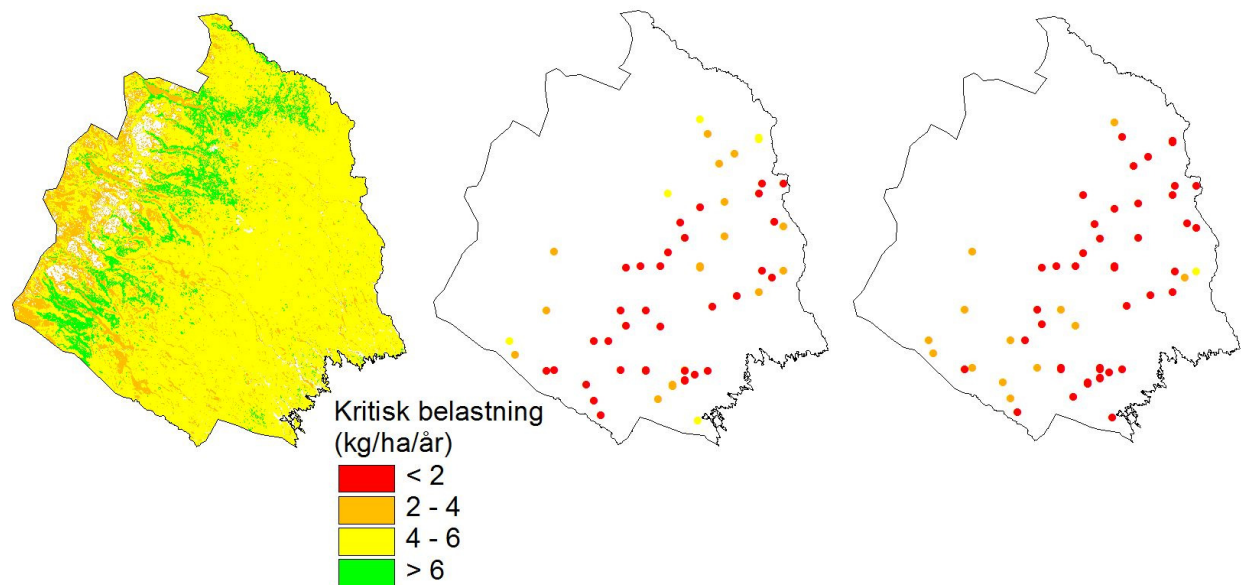 Kritisk belastning
(kg/ha/år)
< 2
2 - 4
4 - 6
> 6